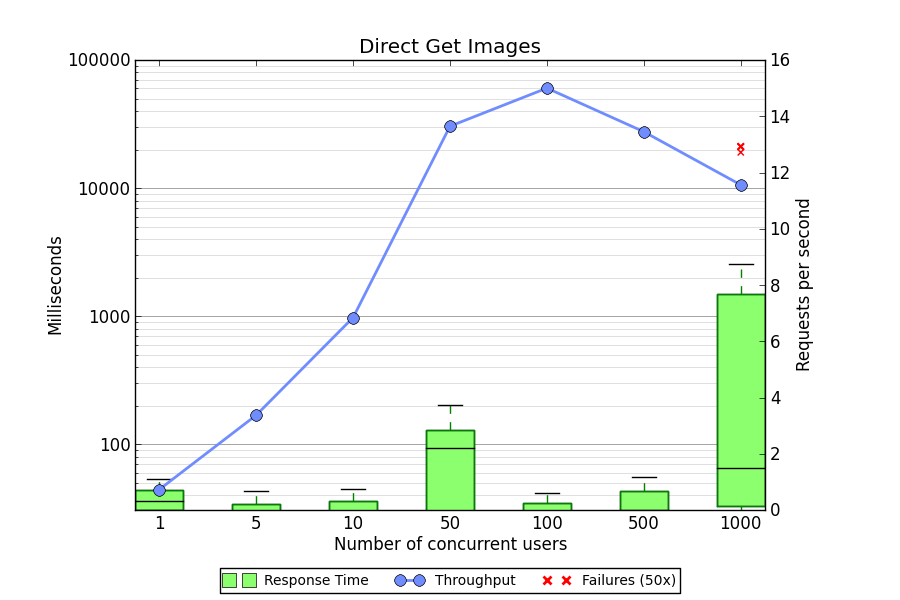 Direct Get Images
100000
10000
1000
100
Milliseconds
16
14
12
10
8
6
4
2
0
Requests per second
1 5 10 50 100 500 1000
Number of concurrent users
Response Time Throughput Failures (50x)